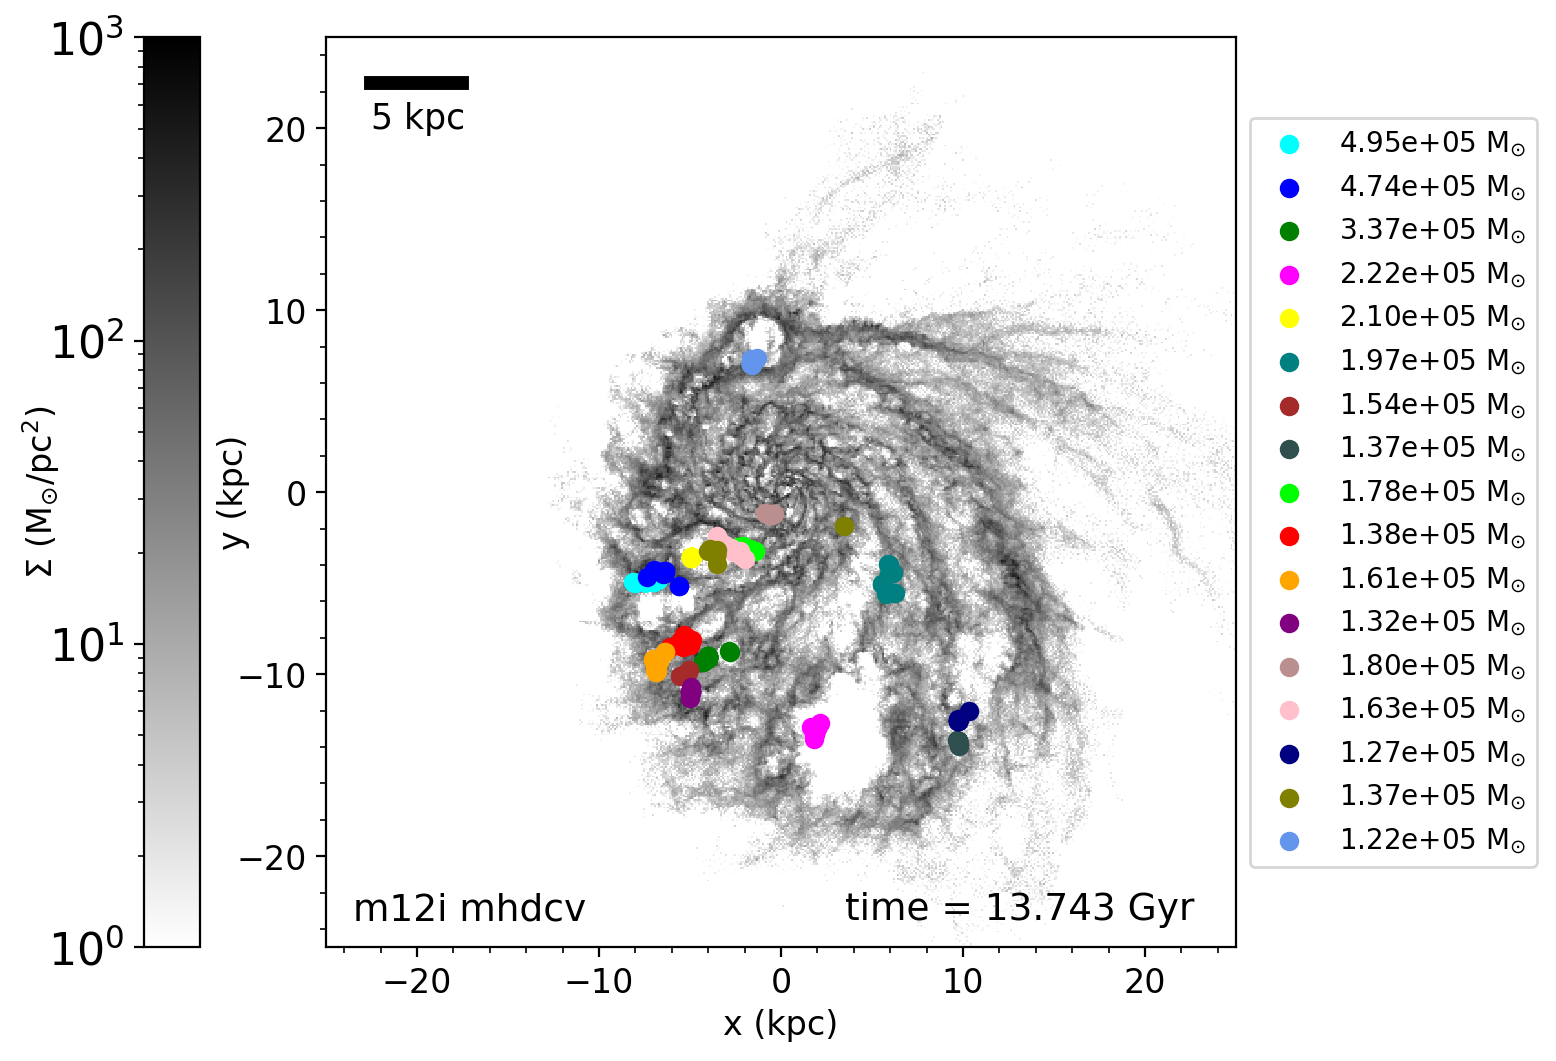 10³
10²
10¹
10⁰
Σ (M⊙/pc²)
y (kpc)
20
10
0
−10
−20
5 kpc
m12i mhdcv
time = 13.743 Gyr
−20 −10 0 10 20
x (kpc)
4.95e+05 M⊙
4.74e+05 M⊙
3.37e+05 M⊙
2.22e+05 M⊙
2.10e+05 M⊙
1.97e+05 M⊙
1.54e+05 M⊙
1.37e+05 M⊙
1.78e+05 M⊙
1.38e+05 M⊙
1.61e+05 M⊙
1.32e+05 M⊙
1.80e+05 M⊙
1.63e+05 M⊙
1.27e+05 M⊙
1.37e+05 M⊙
1.22e+05 M⊙